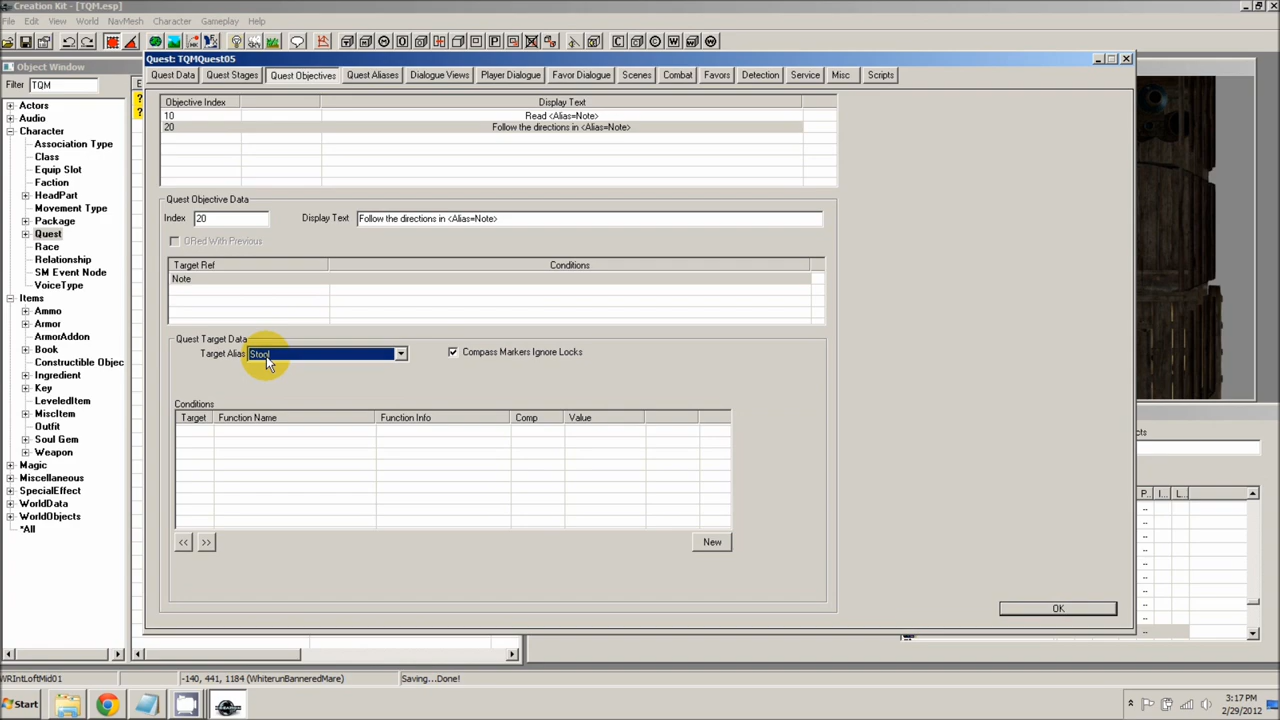 Creation Kit - [TQM.esp]
File Edit View World NavMesh Character Gameplay Help
Object Window
Filter TQM
Actors
Audio
Character
Association Type
Class
Equip Slot
Faction
HeadPart
Movement Type
Package
Quest
Race
Relationship
SM Event Node
VoiceType
Items
Ammo
Armor
ArmorAddon
Book
Constructible Objec
Ingredient
Key
LeveledItem
MiscItem
Outfit
Soul Gem
Weapon
Magic
Miscellaneous
SpecialEffect
WorldData
WorldObjects
*All
Quest: TQMQuest05
Quest Data Quest Stages Quest Objectives Quest Aliases Dialogue Views Player Dialogue Favor Dialogue Scenes Combat Favors Detection Service Misc Scripts
Objective Index Display Text
10 Read <Alias=Note>
20 Follow the directions in <Alias=Note>
Quest Objective Data
Index 20 Display Text Follow the directions in <Alias=Note>
ORed With Previous
Target Ref Conditions
Note
Quest Target Data
Target Alias Stool Compass Markers Ignore Locks
Conditions
Target Function Name Function Info Comp Value
<< >> New
OK
cts
P.. I... L...
WRIntLoftMid01 -140, 441, 1184 (WhiterunBanneredMare) Saving...Done!
Start
3:17 PM
2/29/2012